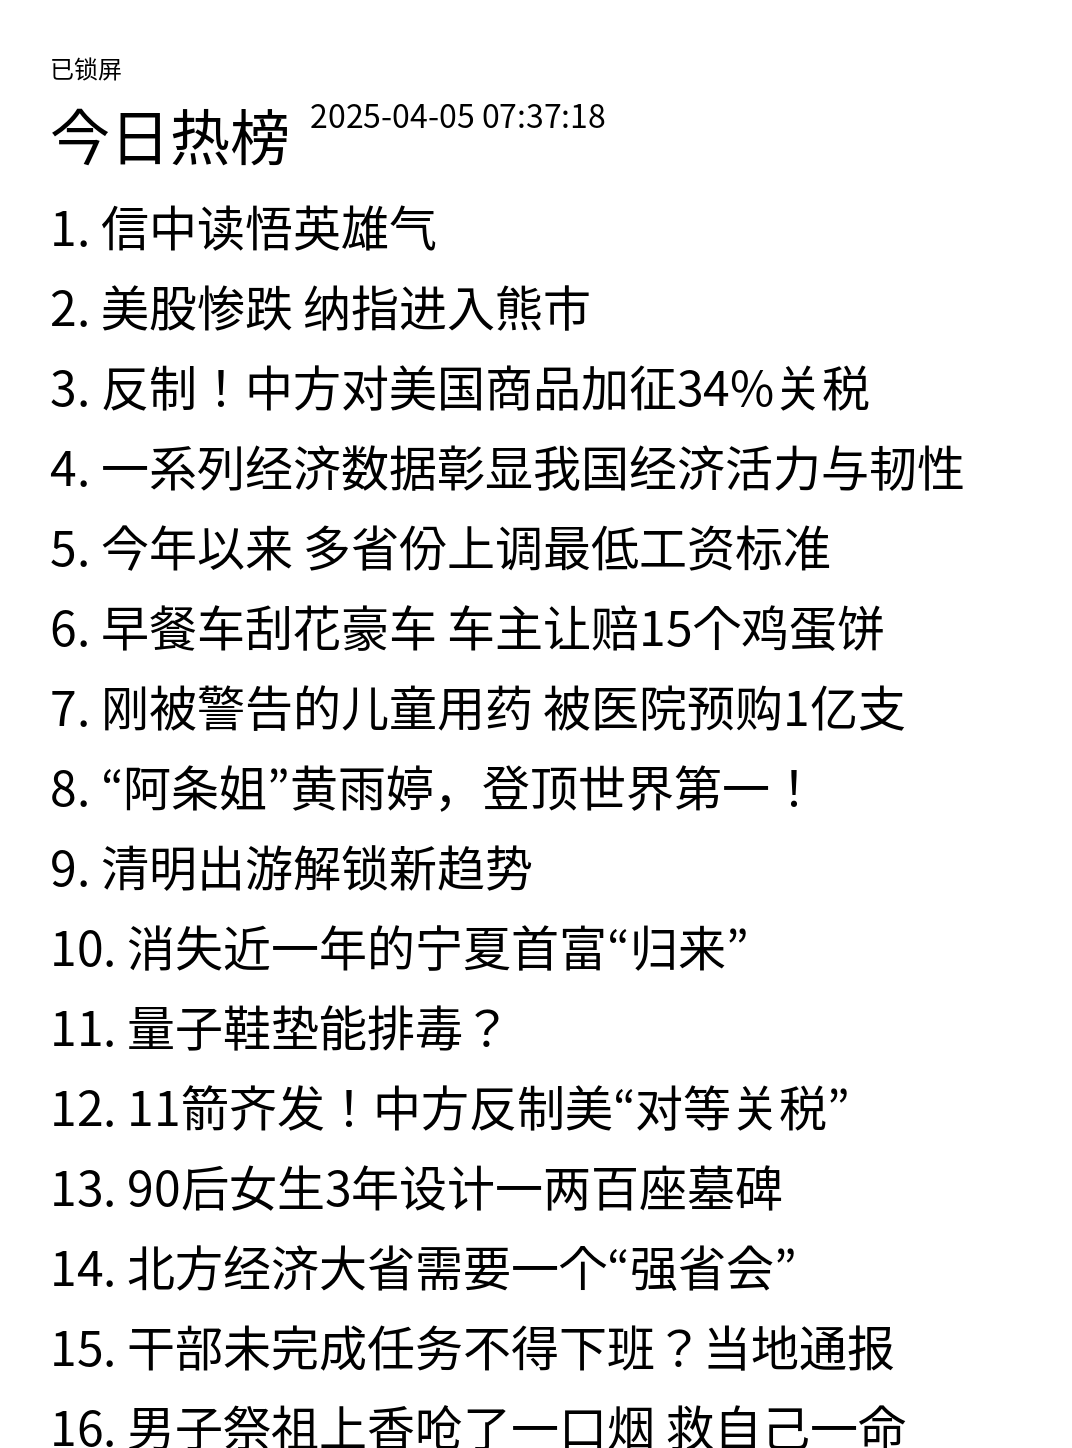 已锁屏
今日热榜 2025-04-05 07:37:18
1. 信中读悟英雄气
2. 美股惨跌 纳指进入熊市
3. 反制！中方对美国商品加征34%关税
4. 一系列经济数据彰显我国经济活力与韧性
5. 今年以来 多省份上调最低工资标准
6. 早餐车刮花豪车 车主让赔15个鸡蛋饼
7. 刚被警告的儿童用药 被医院预购1亿支
8. “阿条姐”黄雨婷，登顶世界第一！
9. 清明出游解锁新趋势
10. 消失近一年的宁夏首富“归来”
11. 量子鞋垫能排毒？
12. 11箭齐发！中方反制美“对等关税”
13. 90后女生3年设计一两百座墓碑
14. 北方经济大省需要一个“强省会”
15. 干部未完成任务不得下班？当地通报
16. 男子祭祖上香呛了一口烟 救自己一命